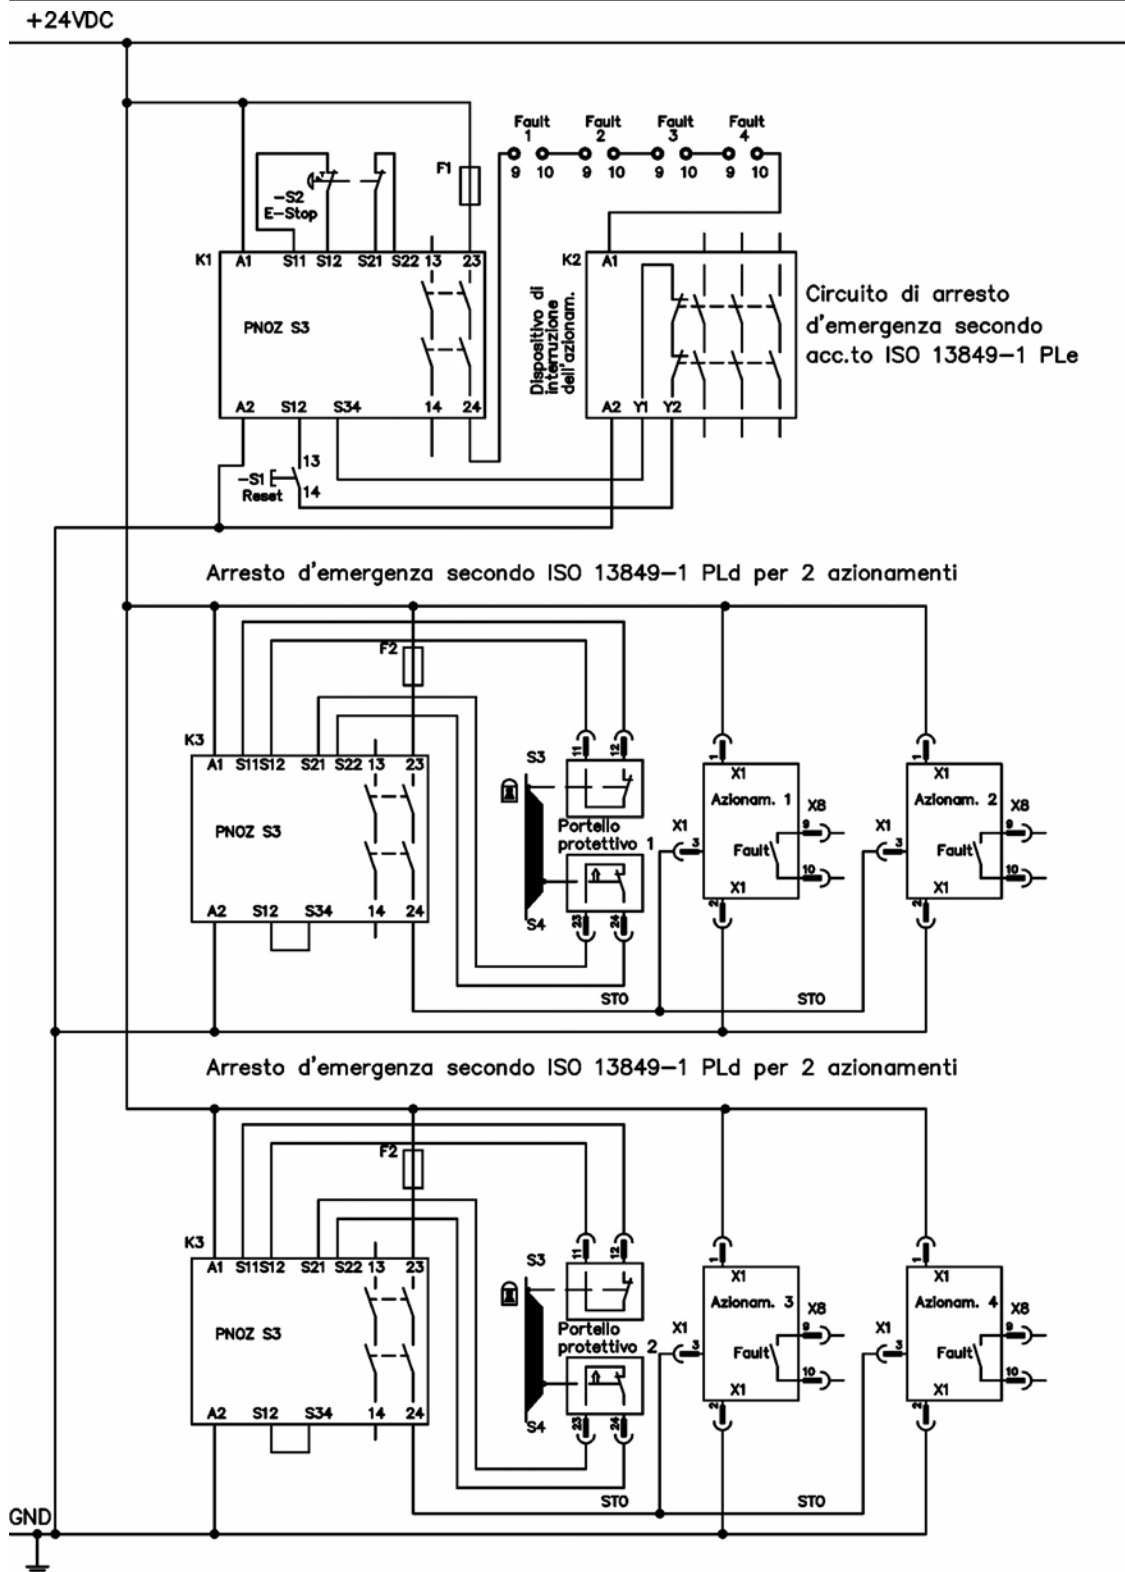 +24VDC
Fault Fault Fault Fault
1 2 3 4
9 10 9 10 9 10 9 10
F1
-S2
E-Stop
K1 A1 S11 S12 S21 S22 13 23
K2 A1
PNOZ S3
Dispositivo di
interruzione
dell'azionam.
Circuito di arresto
d'emergenza secondo
acc.to ISO 13849-1 PLe
A2 S12 S34 14 24
A2 Y1 Y2
13
-S1
Reset 14
Arresto d'emergenza secondo ISO 13849-1 PLd per 2 azionamenti
F2
K3
A1 S11S12 S21 S22 13 23
PNOZ S3
A2 S12 S34 14 24
S3
11 12
Portello
protettivo 1
S4
23 24
1
X1
Azionam. 1 X8
X1 3
Fault
9
10
X1
2
1
X1
Azionam. 2 X8
X1 3
Fault
9
10
X1
2
STO STO
Arresto d'emergenza secondo ISO 13849-1 PLd per 2 azionamenti
F2
K3
A1 S11S12 S21 S22 13 23
PNOZ S3
A2 S12 S34 14 24
S3
11 12
Portello
protettivo 2
S4
23 24
1
X1
Azionam. 3 X8
X1 3
Fault
9
10
X1
2
1
X1
Azionam. 4 X8
X1 3
Fault
9
10
X1
2
STO STO
GND